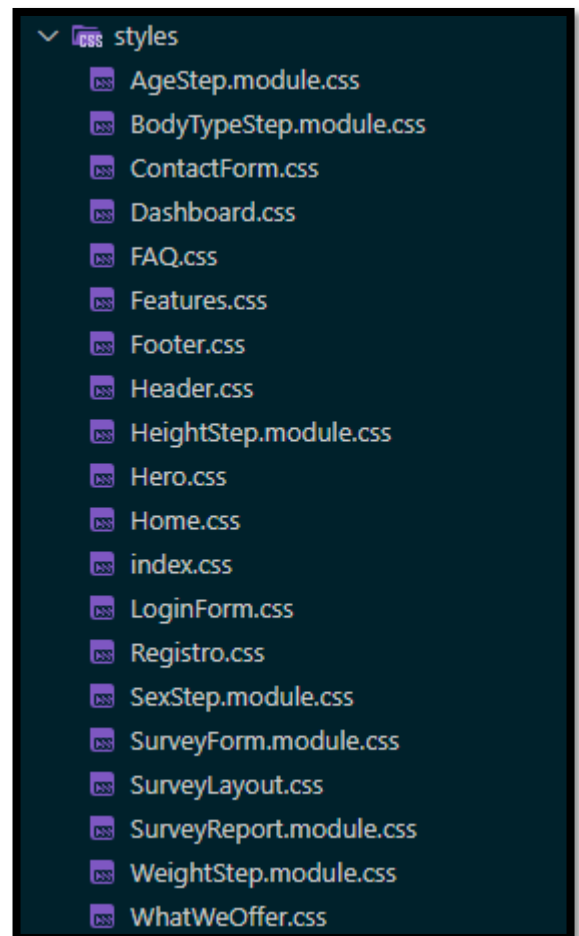 styles
AgeStep.module.css
BodyTypeStep.module.css
ContactForm.css
Dashboard.css
FAQ.css
Features.css
Footer.css
Header.css
HeightStep.module.css
Hero.css
Home.css
index.css
LoginForm.css
Registro.css
SexStep.module.css
SurveyForm.module.css
SurveyLayout.css
SurveyReport.module.css
WeightStep.module.css
WhatWeOffer.css